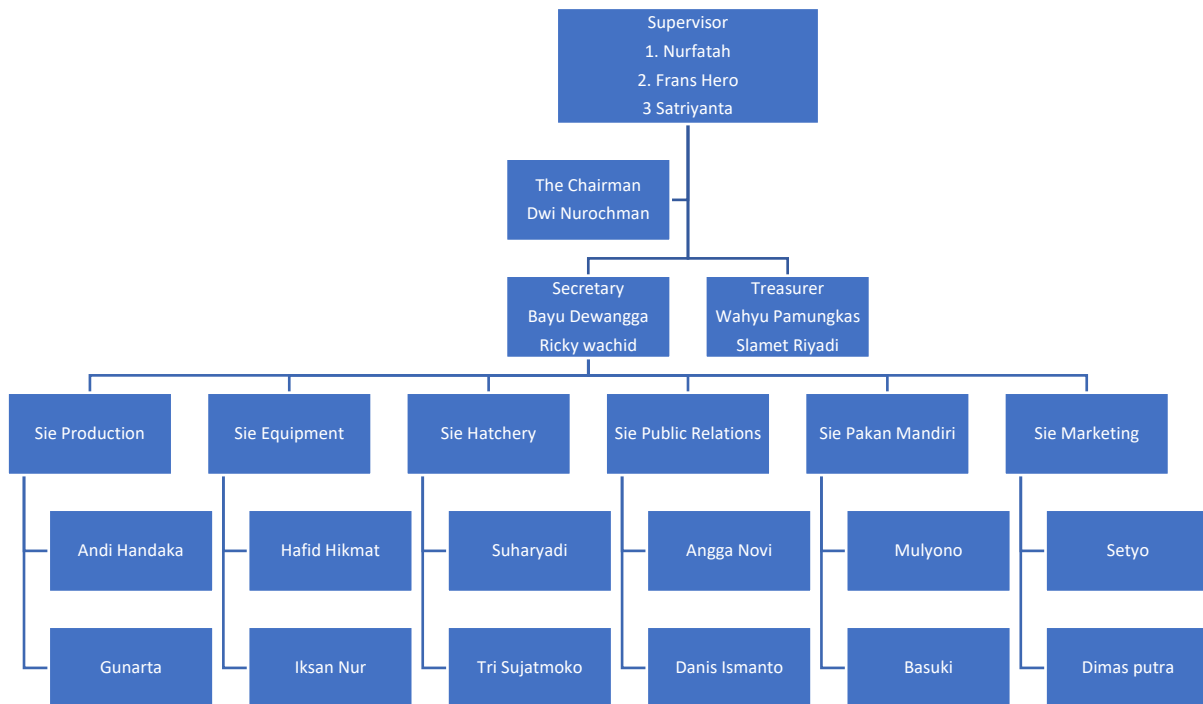 Supervisor
1. Nurfatah
2. Frans Hero
3 Satriyanta
The Chairman
Dwi Nurochman
Secretary
Bayu Dewangga
Ricky wachid
Treasurer
Wahyu Pamungkas
Slamet Riyadi
Sie Production
Sie Equipment
Sie Hatchery
Sie Public Relations
Sie Pakan Mandiri
Sie Marketing
Andi Handaka
Hafid Hikmat
Suharyadi
Angga Novi
Mulyono
Setyo
Gunarta
Iksan Nur
Tri Sujatmoko
Danis Ismanto
Basuki
Dimas putra